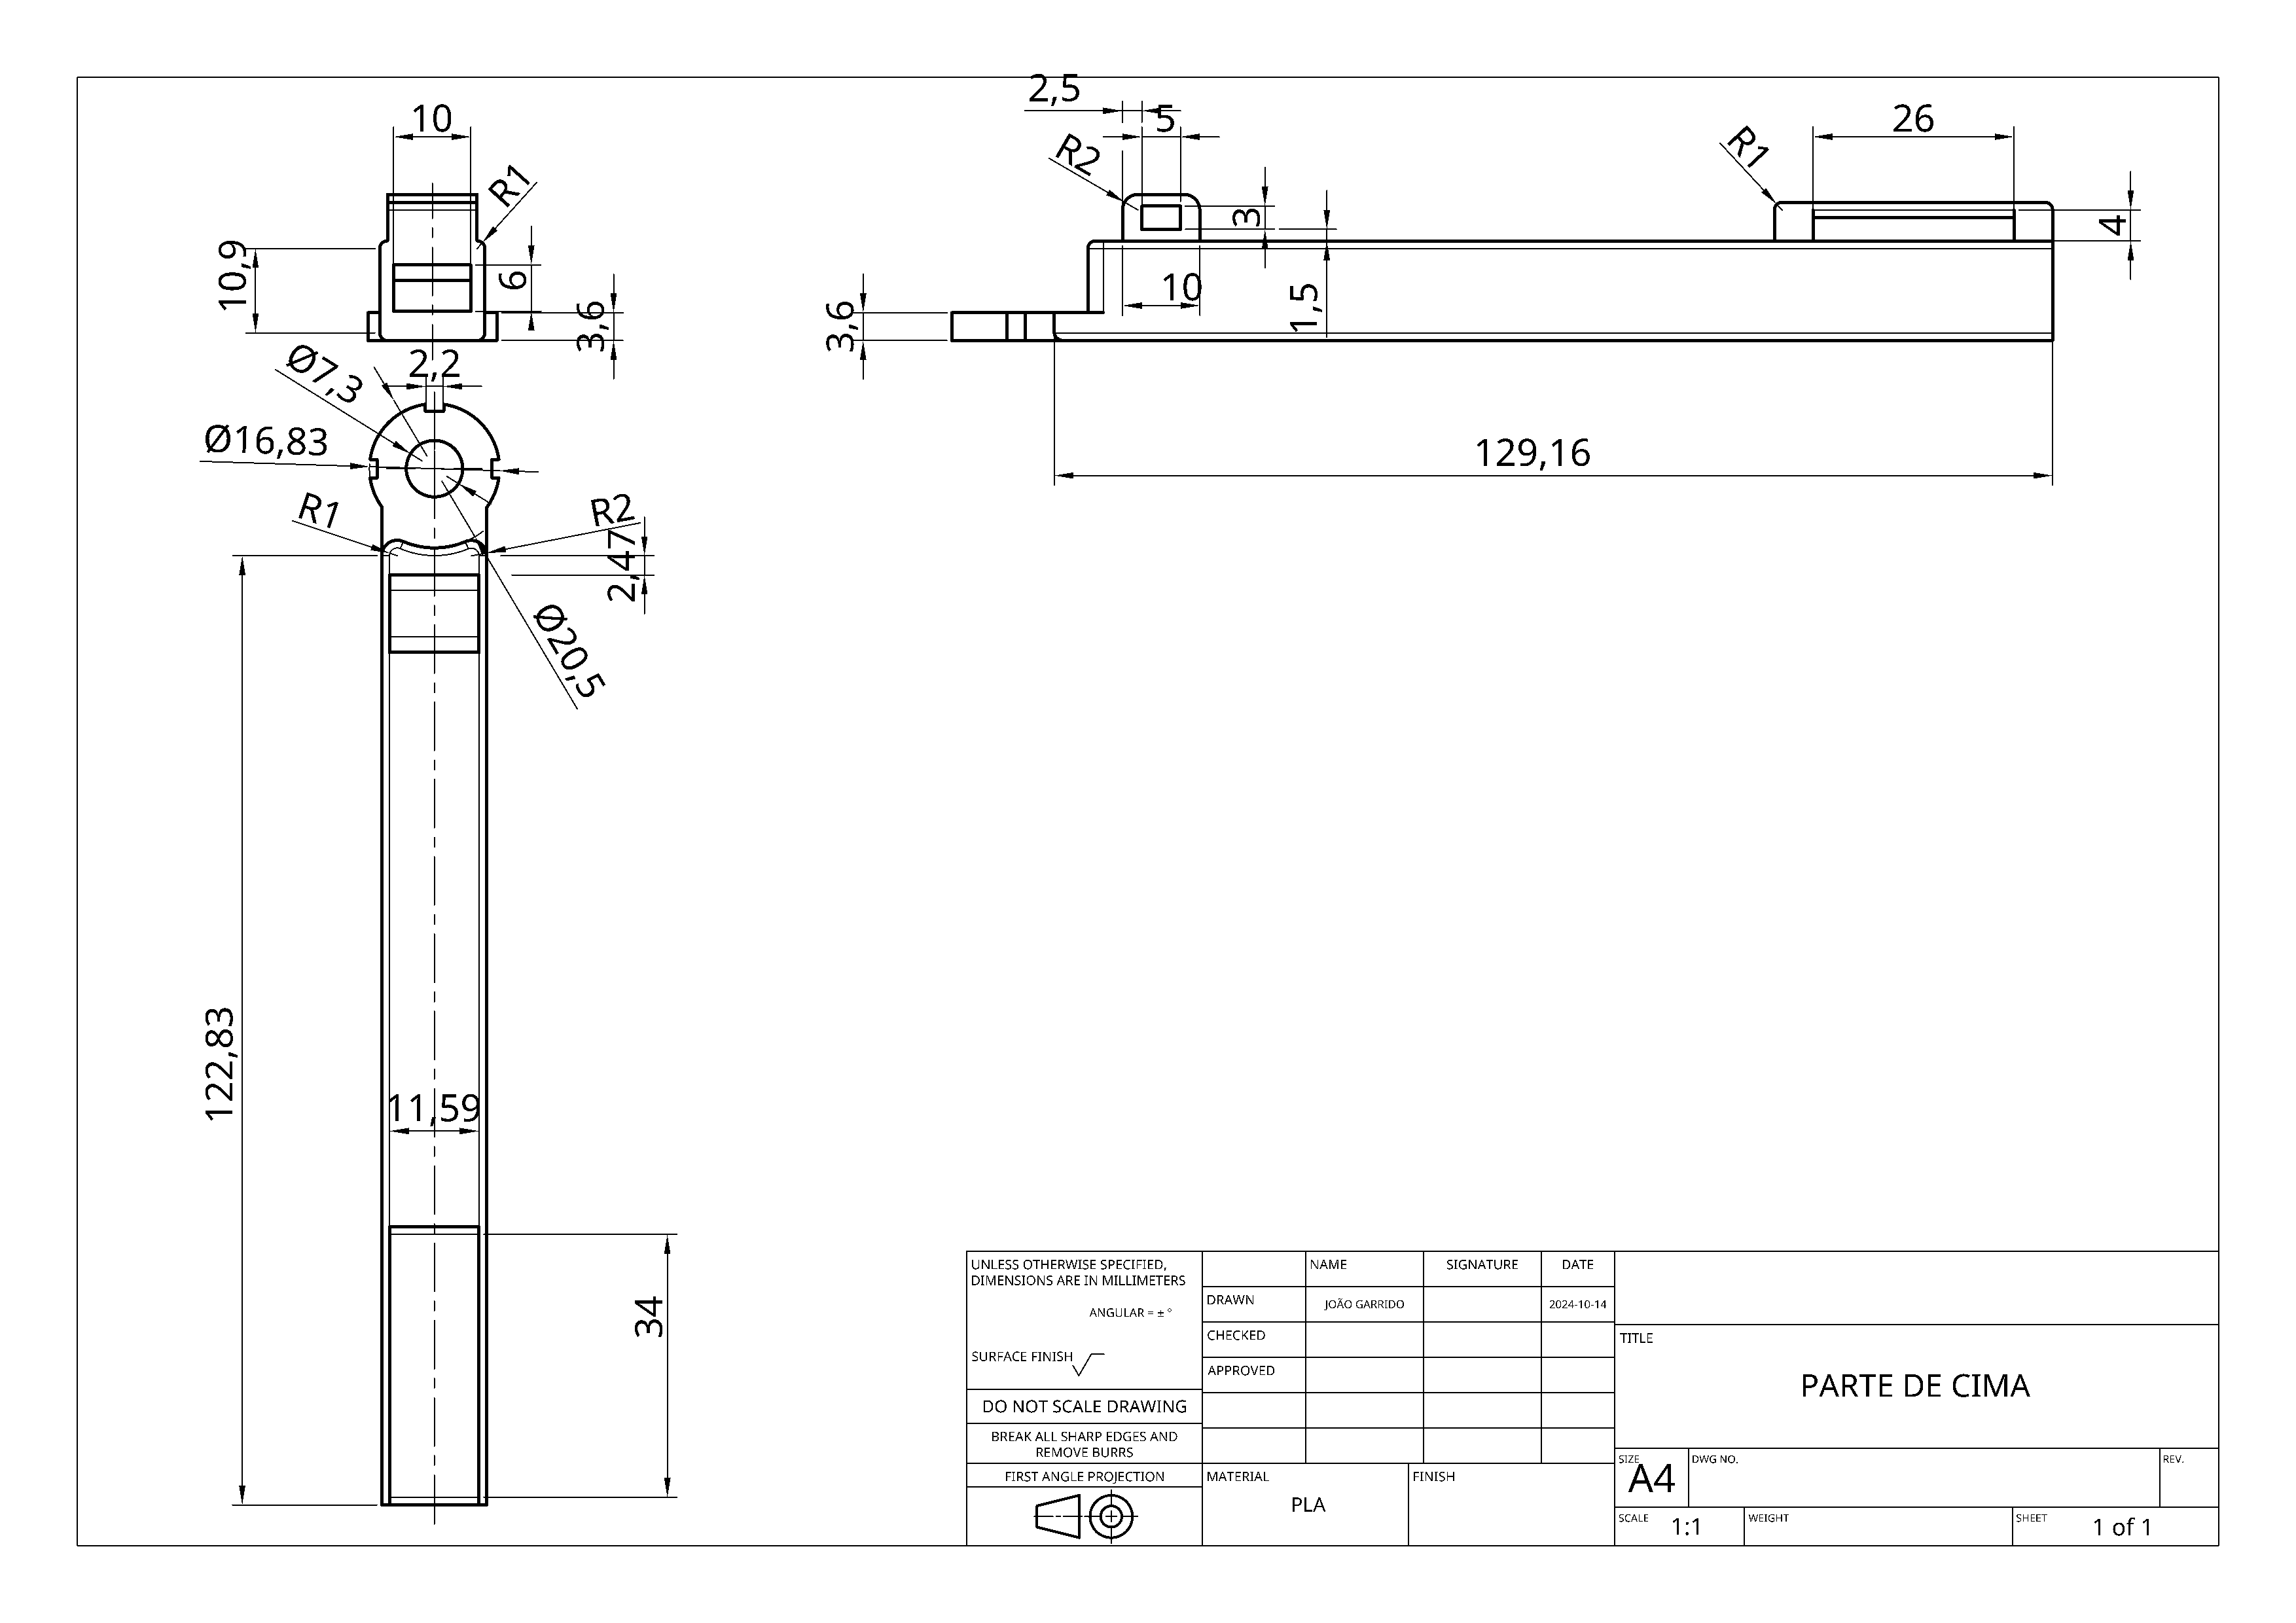 2,5
10
5
26
R2
R1
R1
3
4
10,9
6
10
1,5
3,6
3,6
Ø7,3
2,2
Ø16,83
129,16
R1
R2
2,47
Ø20,5
122,83
11,59
34
UNLESS OTHERWISE SPECIFIED,
DIMENSIONS ARE IN MILLIMETERS
ANGULAR = ± °
SURFACE FINISH
DO NOT SCALE DRAWING
BREAK ALL SHARP EDGES AND
REMOVE BURRS
FIRST ANGLE PROJECTION
NAME
SIGNATURE
DATE
DRAWN
JOÃO GARRIDO
2024-10-14
CHECKED
APPROVED
MATERIAL
PLA
FINISH
TITLE
PARTE DE CIMA
SIZE
A4
DWG NO.
REV.
SCALE
1:1
WEIGHT
SHEET
1 of 1